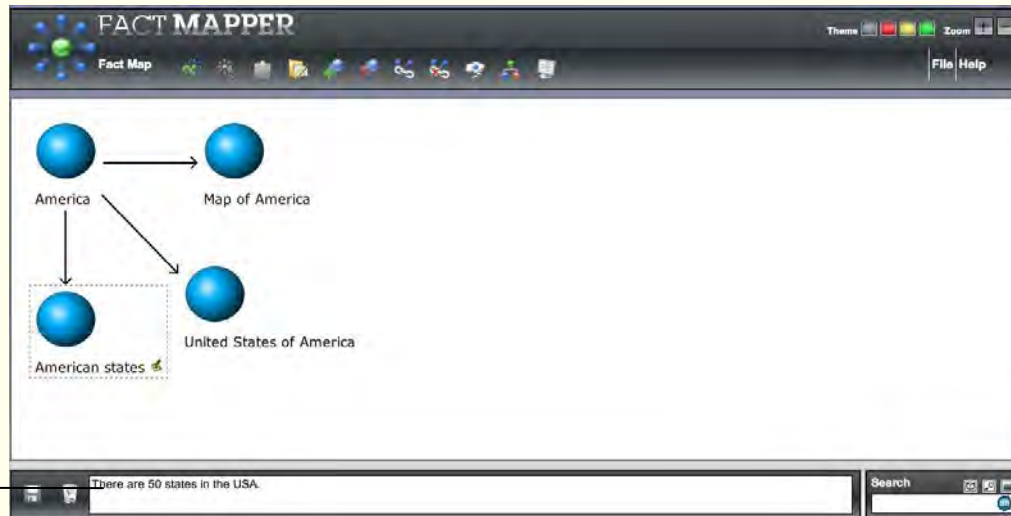 FACT MAPPER
Theme
Zoom
Fact Map
File
Help
America
Map of America
American states
United States of America
There are 50 states in the USA.
Search